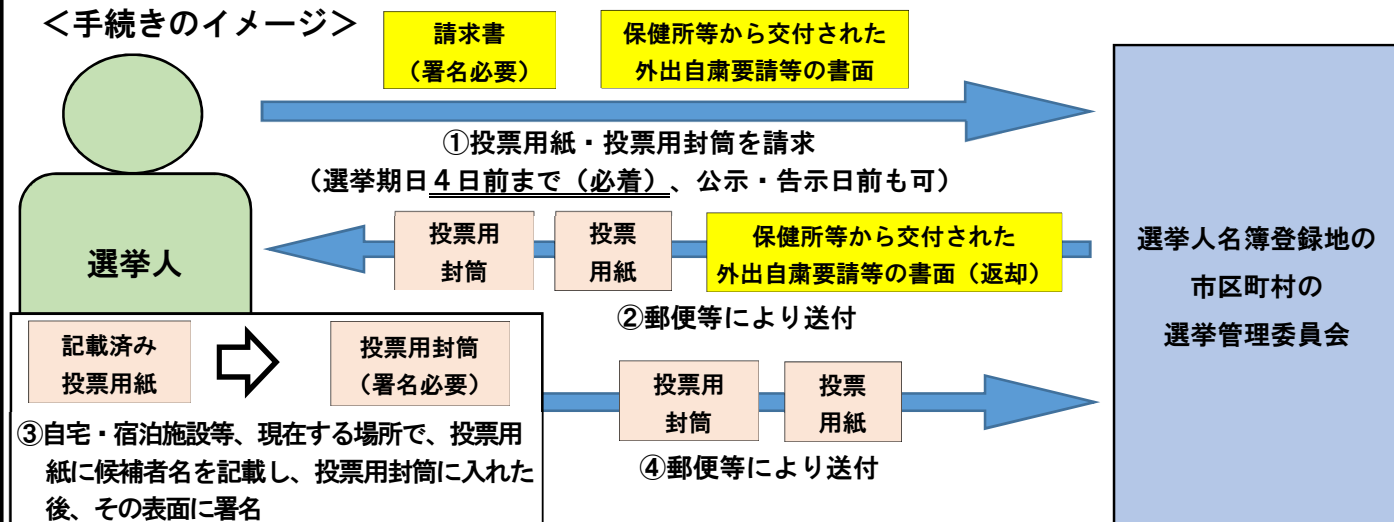 ＜手続きのイメージ＞
請求書
（署名必要）
保健所等から交付された
外出自粛要請等の書面
①投票用紙・投票用封筒を請求
（選挙期日４日前まで（必着）、公示・告示日前も可）
選挙人
投票用
封筒
投票
用紙
保健所等から交付された
外出自粛要請等の書面（返却）
②郵便等により送付
選挙人名簿登録地の
市区町村の
選挙管理委員会
記載済み
投票用紙
投票用封筒
（署名必要）
③自宅・宿泊施設等、現在する場所で、投票用
紙に候補者名を記載し、投票用封筒に入れた
後、その表面に署名
投票用
封筒
投票
用紙
④郵便等により送付